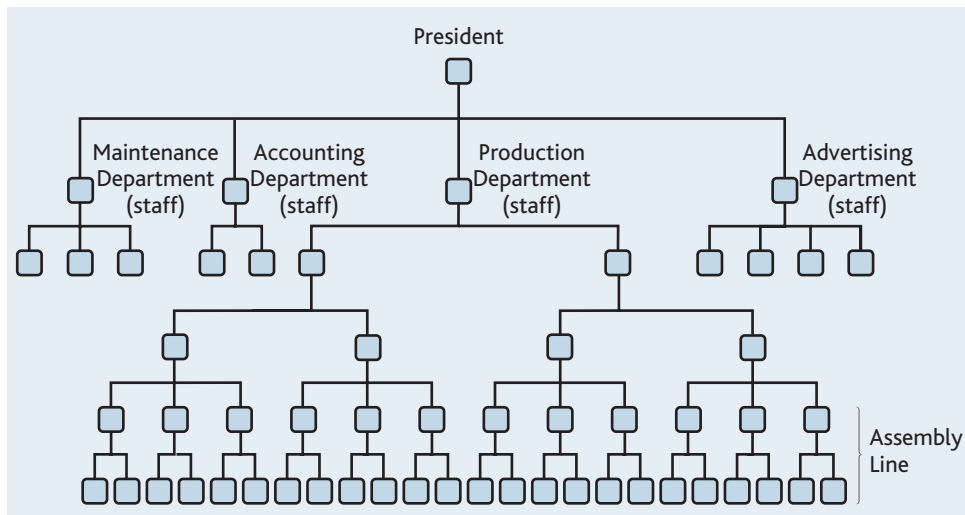 President
Maintenance
Department
(staff)
Accounting
Department
(staff)
Production
Department
(staff)
Advertising
Department
(staff)
Assembly
Line